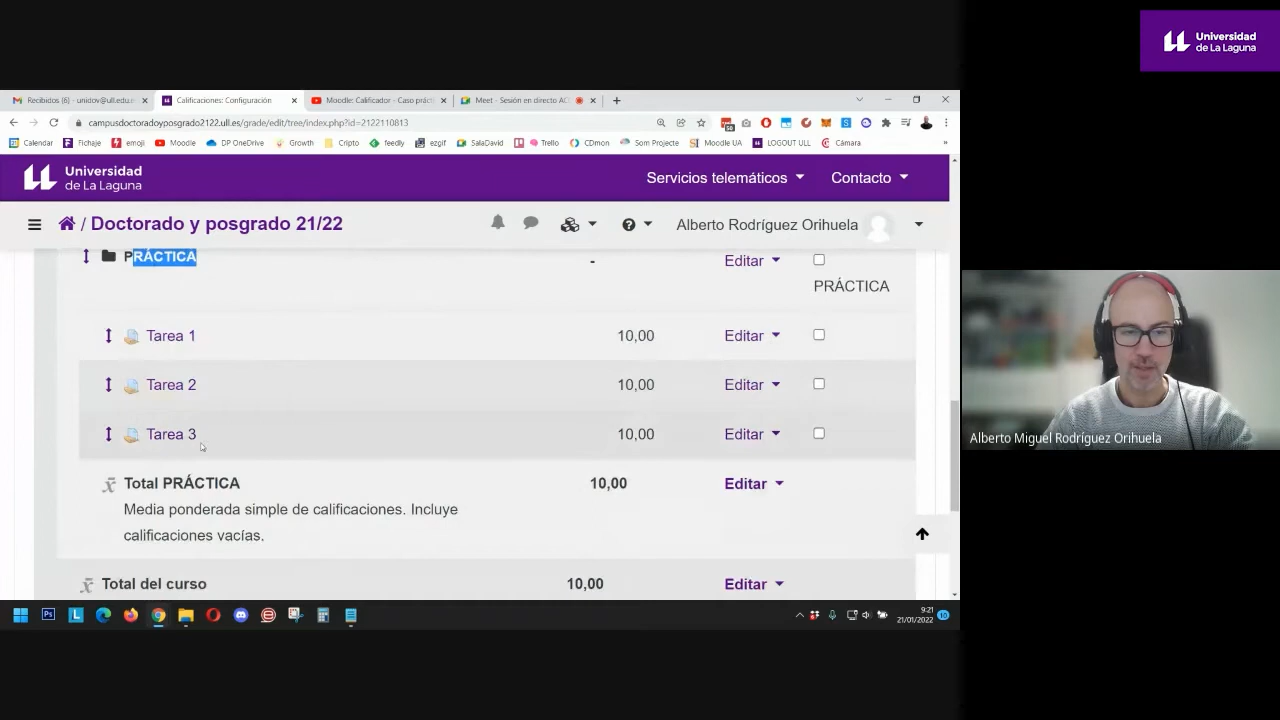 Universidad
de La Laguna
Recibidos (6) - unidov@ull.edu.e
Calificaciones: Configuración
Moodle: Calificador - Caso práct
Meet - Sesión en directo AC
campusdoctoradoyposgrado2122.ull.es/grade/edit/tree/index.php?id=2122110813
Calendar
Fichaje
emoji
Moodle
DP OneDrive
Growth
Cripto
feedly
ezgif
SalaDavid
Trello
CDmon
Som Projecte
Moodle UA
LOGOUT ULL
Cámara
Universidad
de La Laguna
Servicios telemáticos
Contacto
/ Doctorado y posgrado 21/22
Alberto Rodríguez Orihuela
PRÁCTICA
-
Editar
PRÁCTICA
Tarea 1
10,00
Editar
Tarea 2
10,00
Editar
Tarea 3
10,00
Editar
Total PRÁCTICA
10,00
Editar
Media ponderada simple de calificaciones. Incluye
calificaciones vacías.
Total del curso
10,00
Editar
Alberto Miguel Rodríguez Orihuela
9:21
21/01/2022